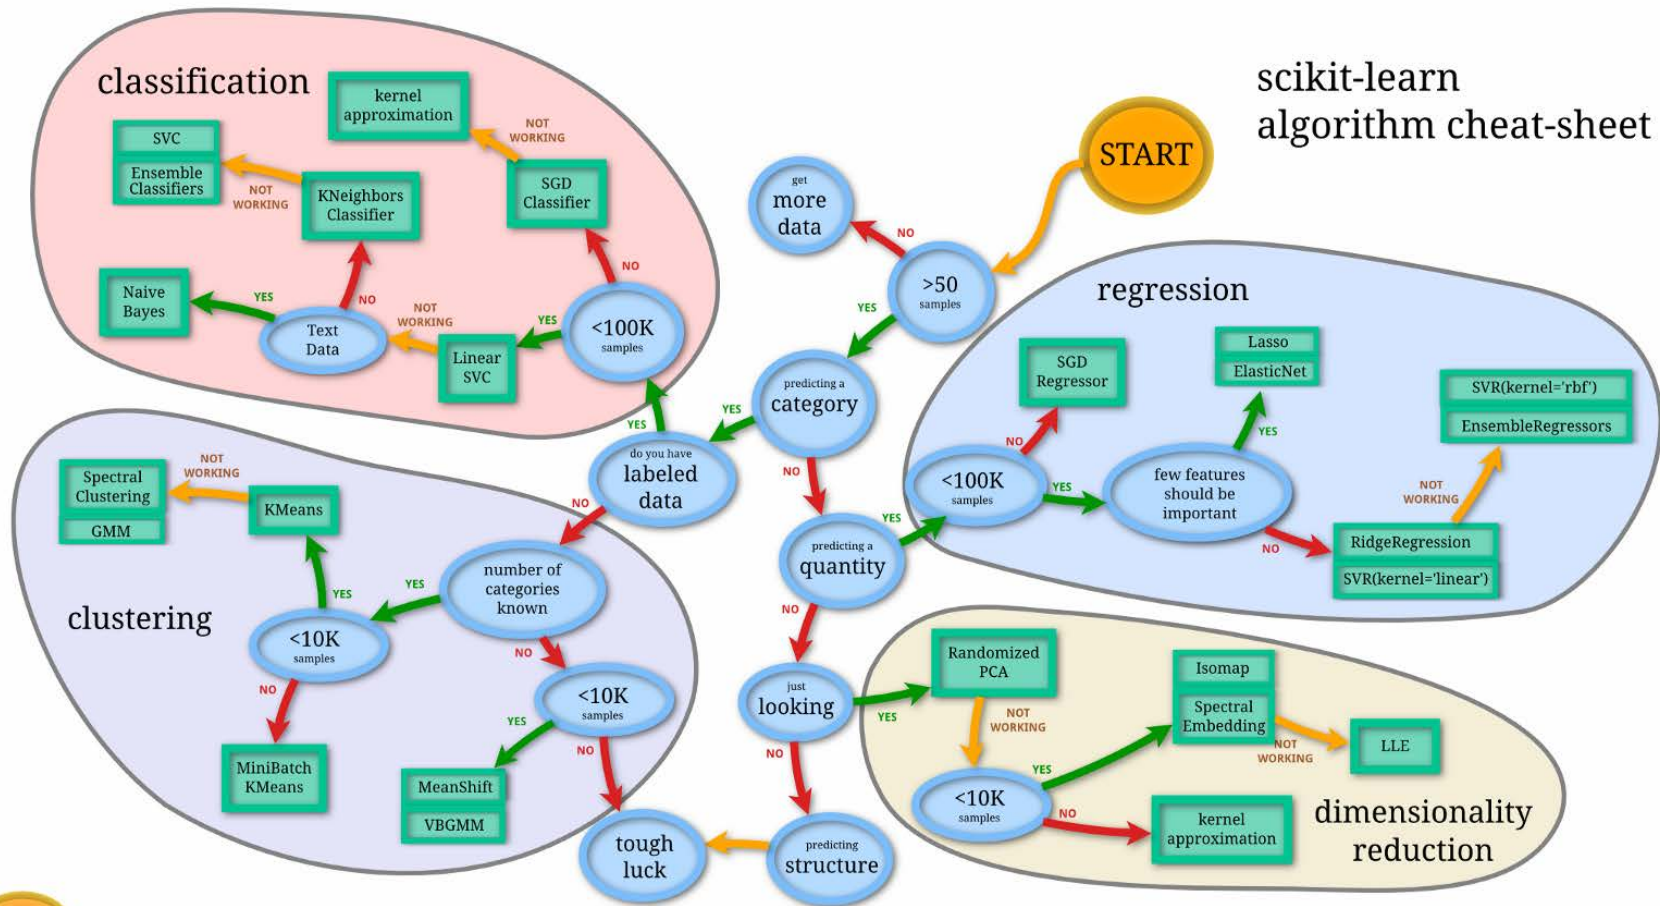 scikit-learn
algorithm cheat-sheet
START
get
more
data
NO
>50
samples
YES
predicting a
category
YES
NO
do you have
labeled
data
YES
NO
predicting a
quantity
YES
NO
just
looking
YES
NO
predicting
structure
tough
luck
classification
kernel
approximation
NOT
WORKING
SVC
Ensemble
Classifiers
NOT
WORKING
KNeighbors
Classifier
SGD
Classifier
NO
Naive
Bayes
YES
NO
Text
Data
NOT
WORKING
Linear
SVC
YES
<100K
samples
regression
SGD
Regressor
NO
<100K
samples
YES
Lasso
ElasticNet
YES
few features
should be
important
NO
SVR(kernel='rbf')
EnsembleRegressors
NOT
WORKING
RidgeRegression
SVR(kernel='linear')
clustering
Spectral
Clustering
GMM
NOT
WORKING
KMeans
YES
number of
categories
known
YES
NO
<10K
samples
NO
MiniBatch
KMeans
<10K
samples
YES
NO
MeanShift
VBGMM
dimensionality
reduction
Randomized
PCA
NOT
WORKING
<10K
samples
YES
NO
Isomap
Spectral
Embedding
NOT
WORKING
LLE
kernel
approximation